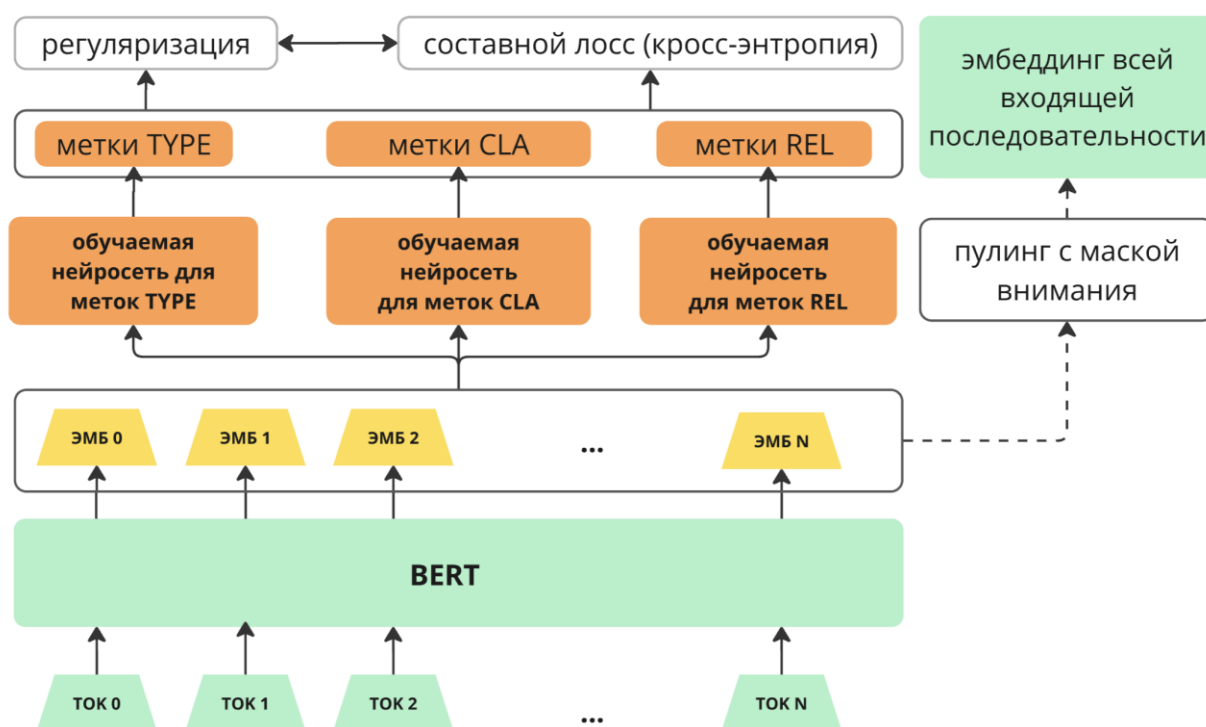 регуляризация
составной лосс (кросс-энтропия)
эмбеддинг всей
входящей
последовательности
метки TYPE
метки CLA
метки REL
обучаемая
нейросеть для
меток TYPE
обучаемая
нейросеть
для меток CLA
обучаемая
нейросеть
для меток REL
пулинг с маской
внимания
ЭМБ 0
ЭМБ 1
ЭМБ 2
...
ЭМБ N
BERT
ТОК 0
ТОК 1
ТОК 2
...
ТОК N